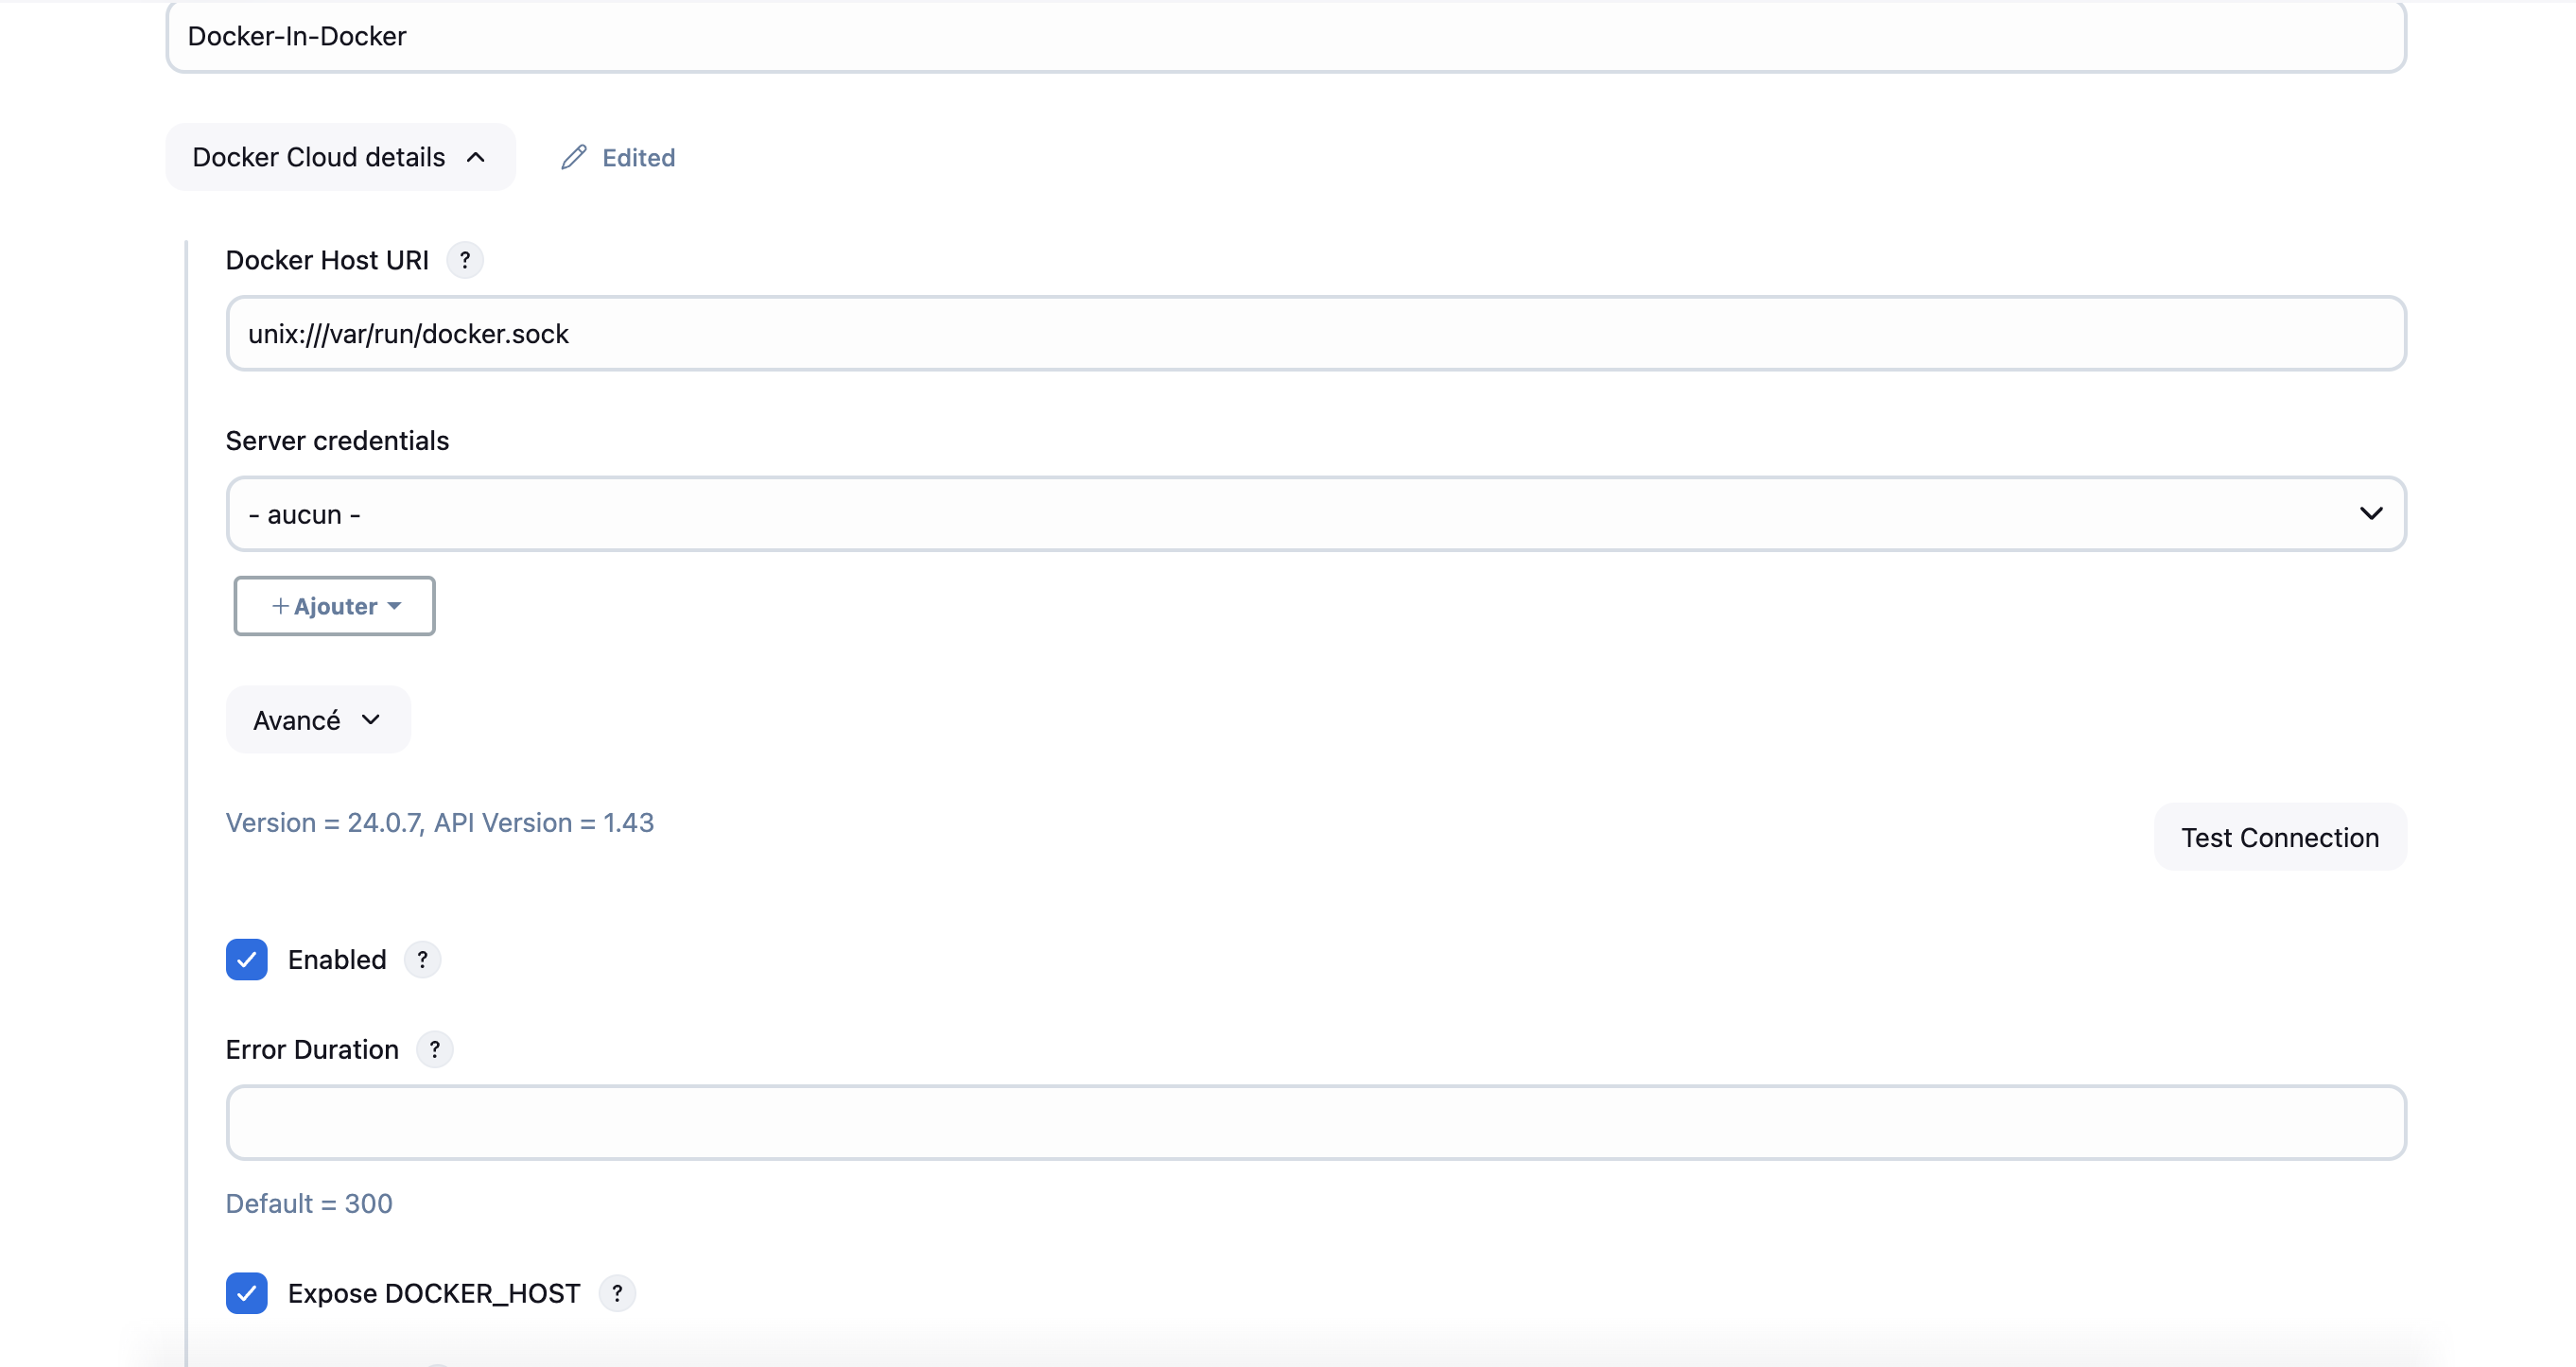 Docker-In-Docker
Docker Cloud details
Edited
Docker Host URI ?
unix:///var/run/docker.sock
Server credentials
- aucun -
+ Ajouter
Avancé
Version = 24.0.7, API Version = 1.43
Test Connection
Enabled ?
Error Duration ?
Default = 300
Expose DOCKER_HOST ?